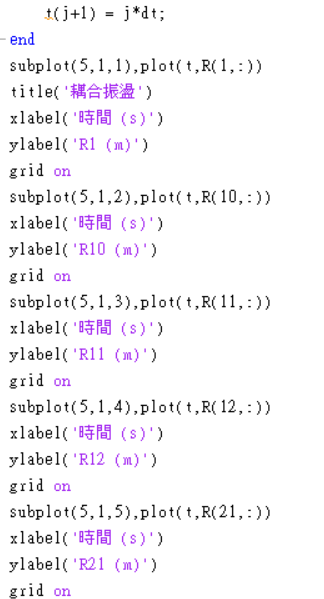 t(j+1) = j*dt;
end
subplot(5,1,1),plot(t,R(1,:))
title('耦合振盪')
xlabel('時間 (s)')
ylabel('R1 (m)')
grid on
subplot(5,1,2),plot(t,R(10,:))
xlabel('時間 (s)')
ylabel('R10 (m)')
grid on
subplot(5,1,3),plot(t,R(11,:))
xlabel('時間 (s)')
ylabel('R11 (m)')
grid on
subplot(5,1,4),plot(t,R(12,:))
xlabel('時間 (s)')
ylabel('R12 (m)')
grid on
subplot(5,1,5),plot(t,R(21,:))
xlabel('時間 (s)')
ylabel('R21 (m)')
grid on